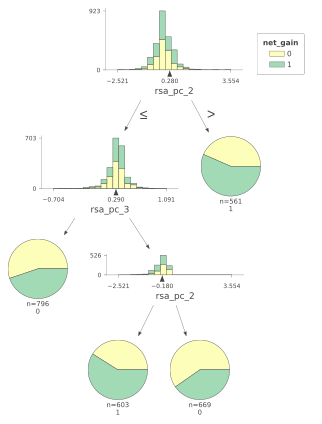 923
0
−2.521
0.280
3.554
rsa_pc_2
net_gain
0
1
≤
>
703
0
−0.704
0.290
1.091
rsa_pc_3
n=561
1
n=796
0
526
0
−2.521
−0.180
3.554
rsa_pc_2
n=603
1
n=669
0